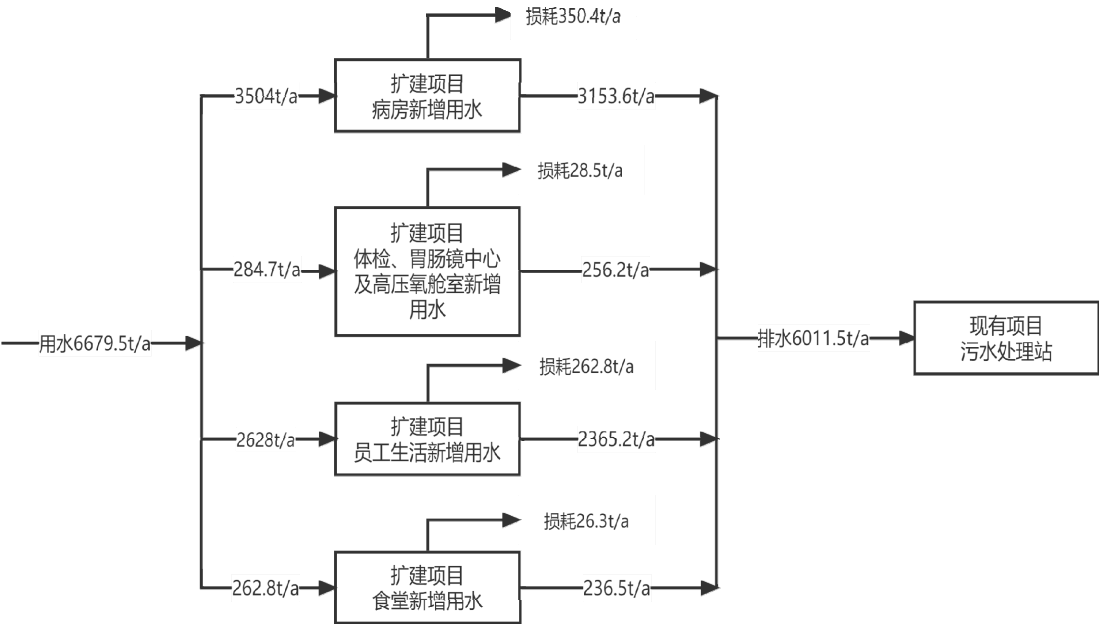 损耗350.4t/a
3504t/a
扩建项目
病房新增用水
3153.6t/a
损耗28.5t/a
284.7t/a
扩建项目
体检、胃肠镜中心
及高压氧舱室新增
用水
256.2t/a
用水6679.5t/a
排水6011.5t/a
现有项目
污水处理站
损耗262.8t/a
2628t/a
扩建项目
员工生活新增用水
2365.2t/a
损耗26.3t/a
262.8t/a
扩建项目
食堂新增用水
236.5t/a